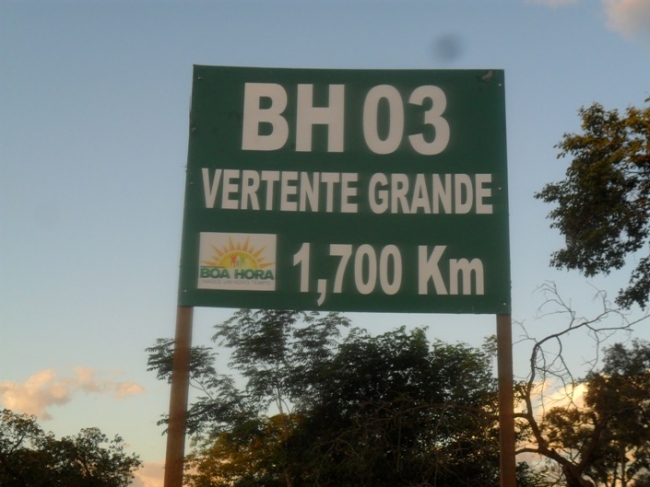 BH 03
VERTENTE GRANDE
BOA HORA
1,700 Km